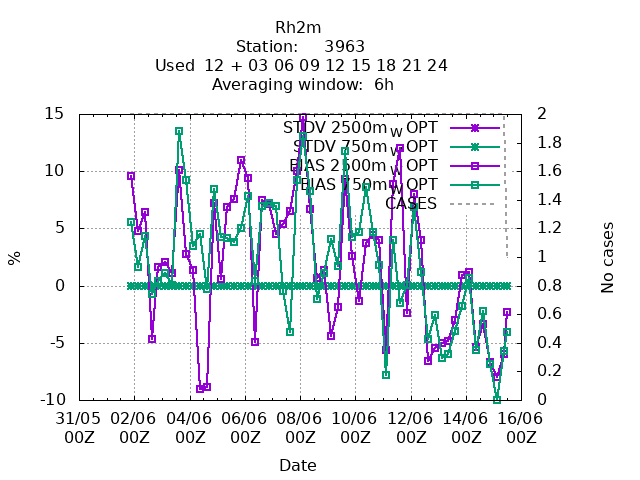 Rh2m
Station: 3963
Used 12 + 03 06 09 12 15 18 21 24
Averaging window: 6h
15 2
STDV 2500m W OPT
1.8
STDV 750m W OPT
10 BIAS 2500m W OPT 1.6
BIAS 750m W OPT
1.4
CASES
5 1.2
% 1 No cases
0 0.8
0.6
-5 0.4
0.2
-10 0
31/05 02/06 04/06 06/06 08/06 10/06 12/06 14/06 16/06
00Z 00Z 00Z 00Z 00Z 00Z 00Z 00Z 00Z
Date